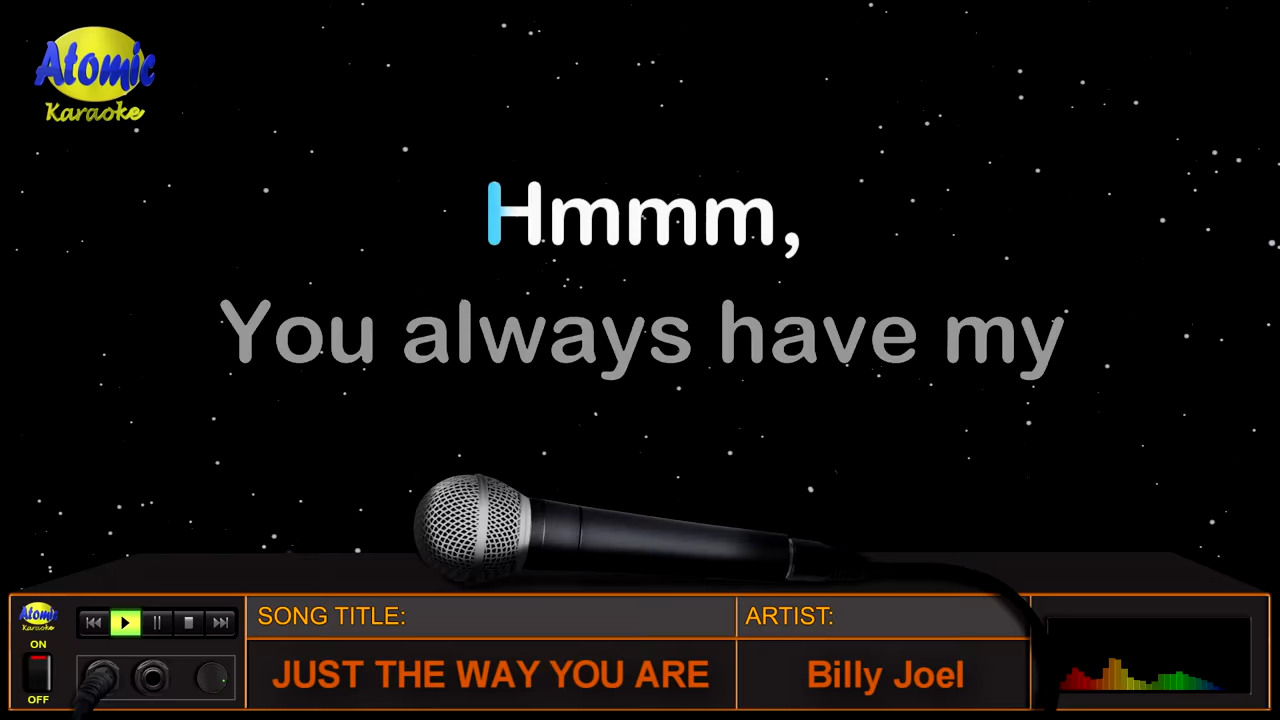 Atomic
Karaoke
Hmmm,
You always have my
Atomic
Karaoke
ON
OFF
SONG TITLE:
JUST THE WAY YOU ARE
ARTIST:
Billy Joel